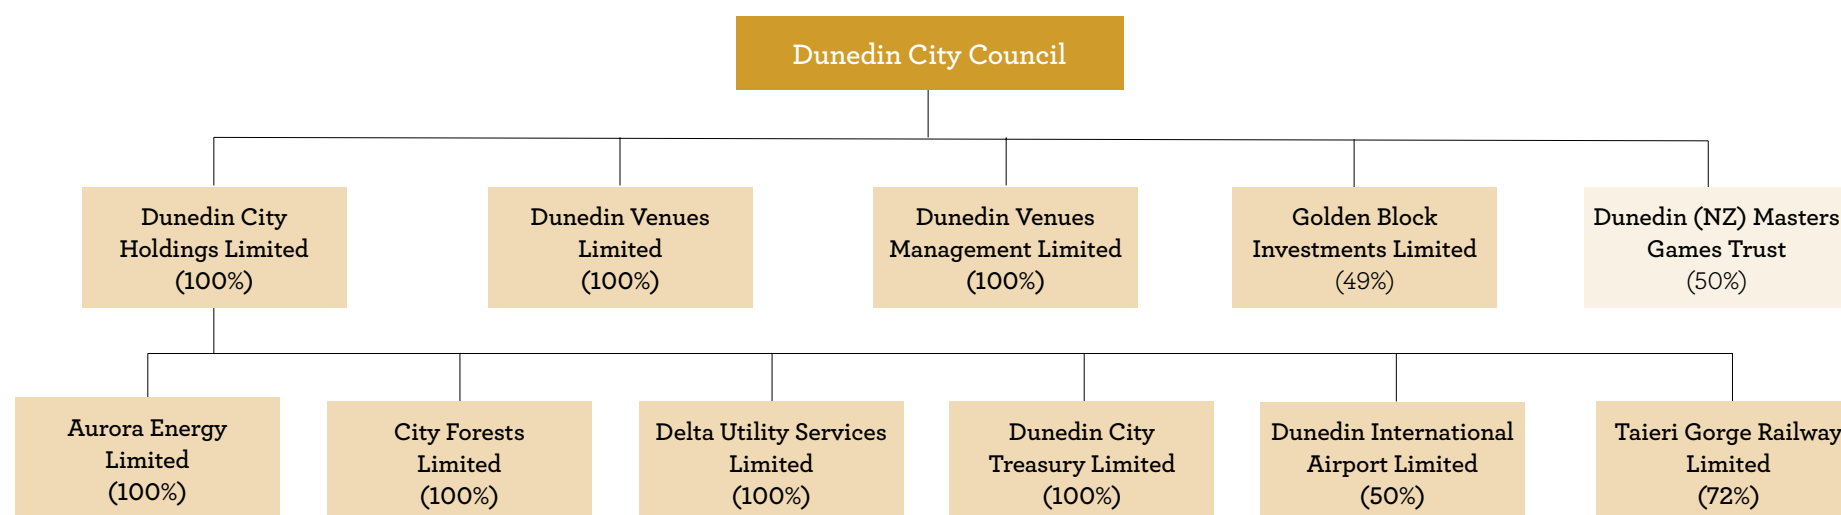 Dunedin City Council
Dunedin City
Holdings Limited
(100%)
Dunedin Venues
Limited
(100%)
Dunedin Venues
Management Limited
(100%)
Golden Block
Investments Limited
(49%)
Dunedin (NZ) Masters
Games Trust
(50%)
Aurora Energy
Limited
(100%)
City Forests
Limited
(100%)
Delta Utility Services
Limited
(100%)
Dunedin City
Treasury Limited
(100%)
Dunedin International
Airport Limited
(50%)
Taieri Gorge Railway
Limited
(72%)